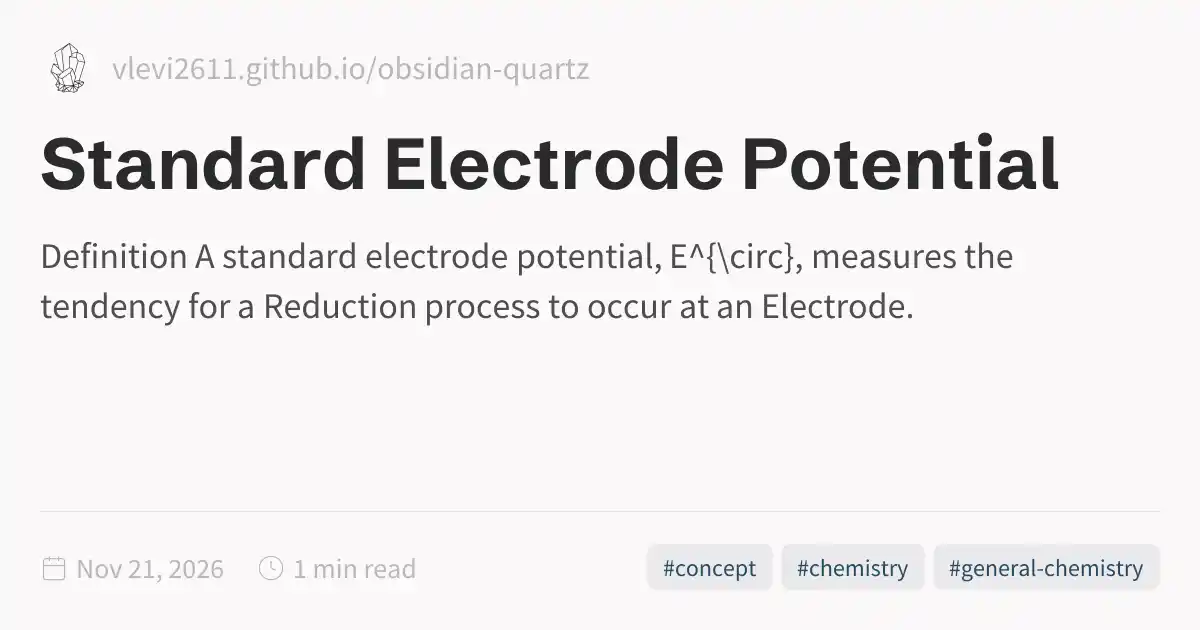 vlevi2611.github.io/obsidian-quartz
Standard Electrode Potential
Definition A standard electrode potential, E^{\circ}, measures the
tendency for a Reduction process to occur at an Electrode.
Nov 21, 2026 1 min read #concept #chemistry #general-chemistry